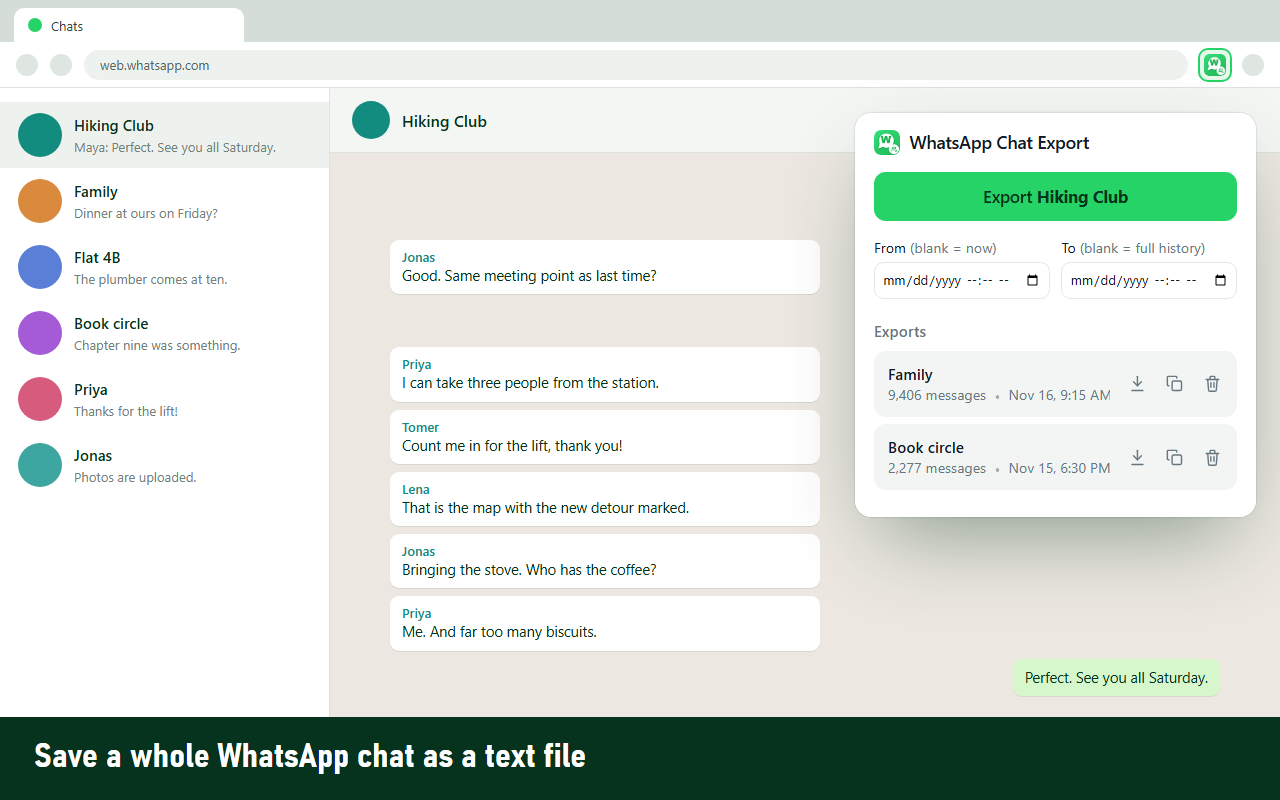 Chats
web.whatsapp.com
Hiking Club
Maya: Perfect. See you all Saturday.
Family
Dinner at ours on Friday?
Flat 4B
The plumber comes at ten.
Book circle
Chapter nine was something.
Priya
Thanks for the lift!
Jonas
Photos are uploaded.
Hiking Club
Jonas
Good. Same meeting point as last time?
Priya
I can take three people from the station.
Tomer
Count me in for the lift, thank you!
Lena
That is the map with the new detour marked.
Jonas
Bringing the stove. Who has the coffee?
Priya
Me. And far too many biscuits.
Perfect. See you all Saturday.
WhatsApp Chat Export
Export Hiking Club
From (blank = now) To (blank = full history)
mm/dd/yyyy --:-- -- mm/dd/yyyy --:-- --
Exports
Family
9,406 messages • Nov 16, 9:15 AM
Book circle
2,277 messages • Nov 15, 6:30 PM
Save a whole WhatsApp chat as a text file